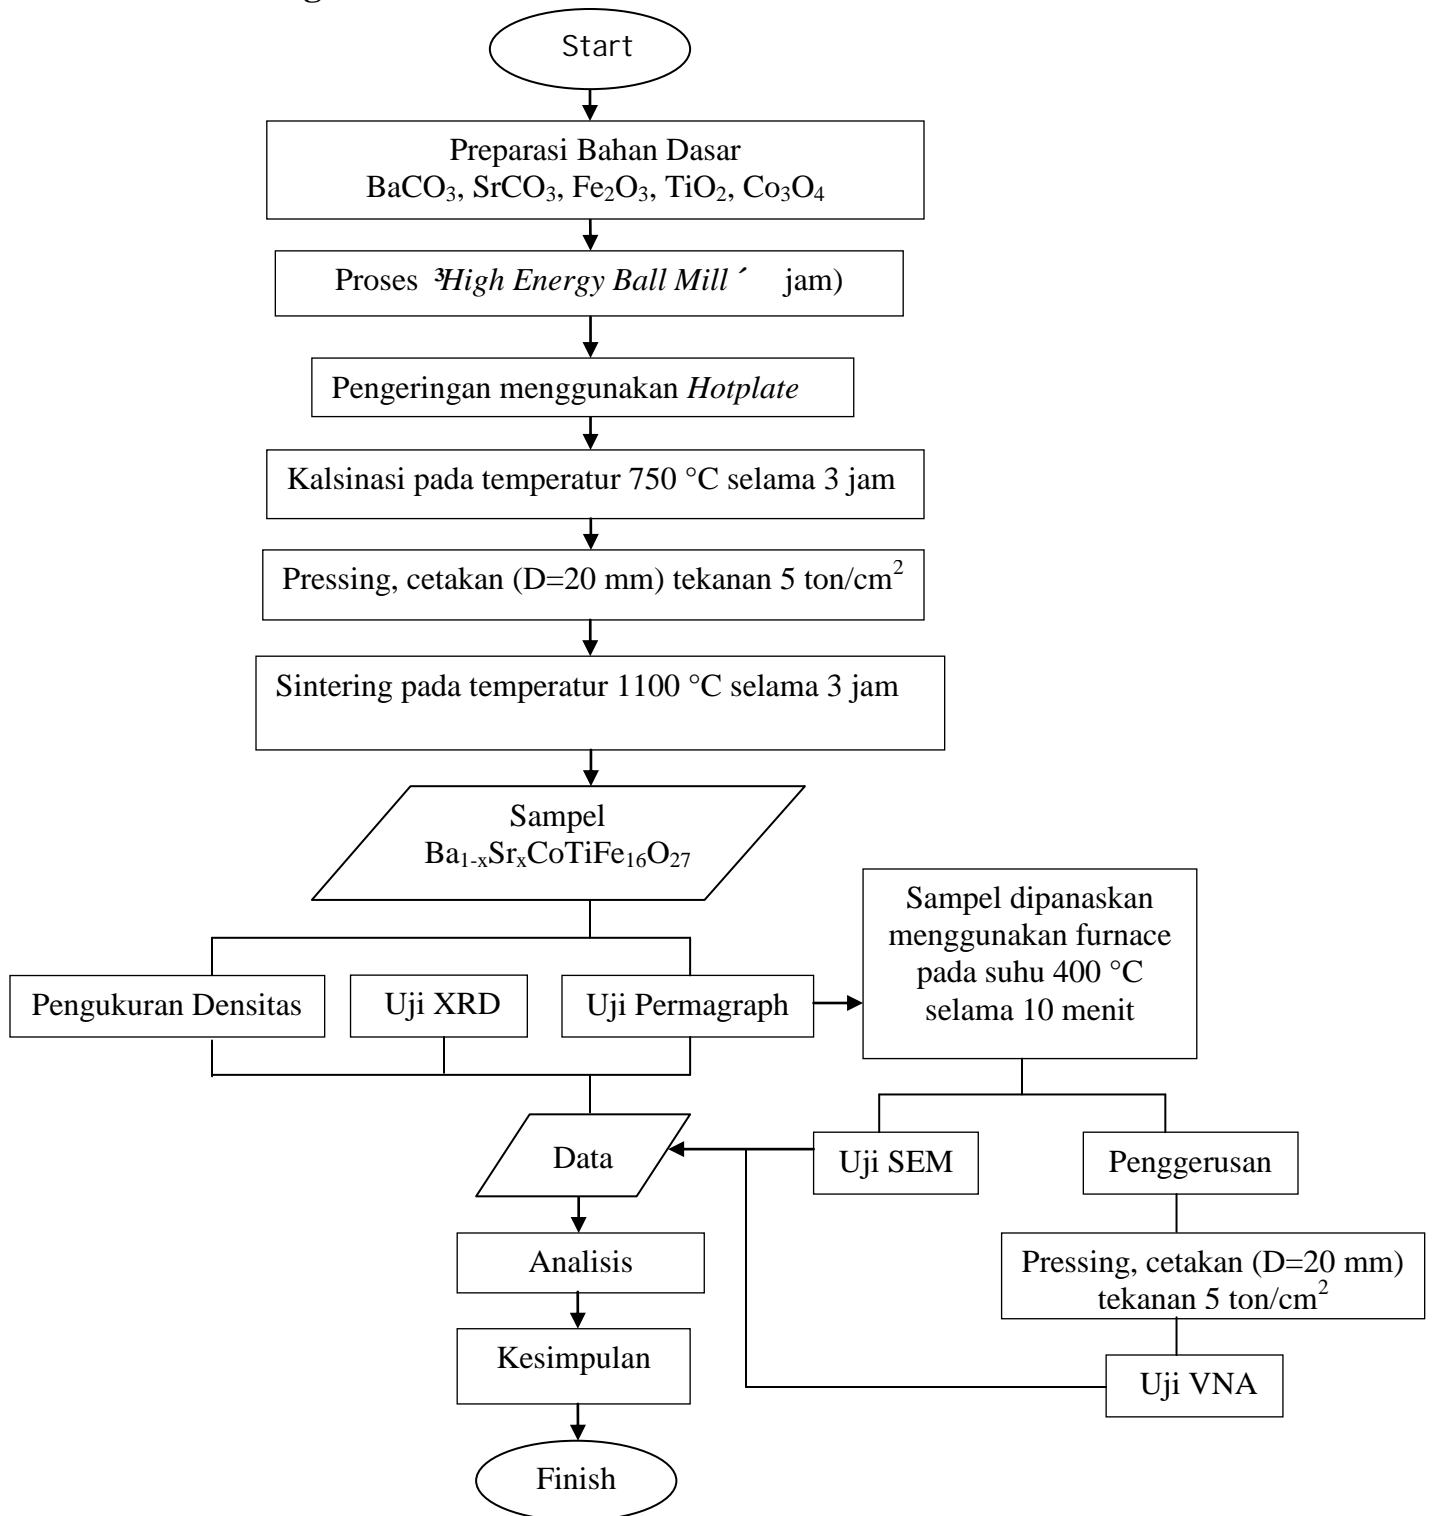 Start
Preparasi Bahan Dasar
BaCO₃, SrCO₃, Fe₂O₃, TiO₂, Co₃O₄
Proses ³High Energy Ball Mill´ jam)
Pengeringan menggunakan Hotplate
Kalsinasi pada temperatur 750 °C selama 3 jam
Pressing, cetakan (D=20 mm) tekanan 5 ton/cm²
Sintering pada temperatur 1100 °C selama 3 jam
Sampel
Ba₁₋ₓSrₓCoTiFe₁₆O₂₇
Sampel dipanaskan
menggunakan furnace
pada suhu 400 °C
selama 10 menit
Pengukuran Densitas
Uji XRD
Uji Permagraph
Data
Uji SEM
Penggerusan
Analisis
Pressing, cetakan (D=20 mm)
tekanan 5 ton/cm²
Kesimpulan
Uji VNA
Finish